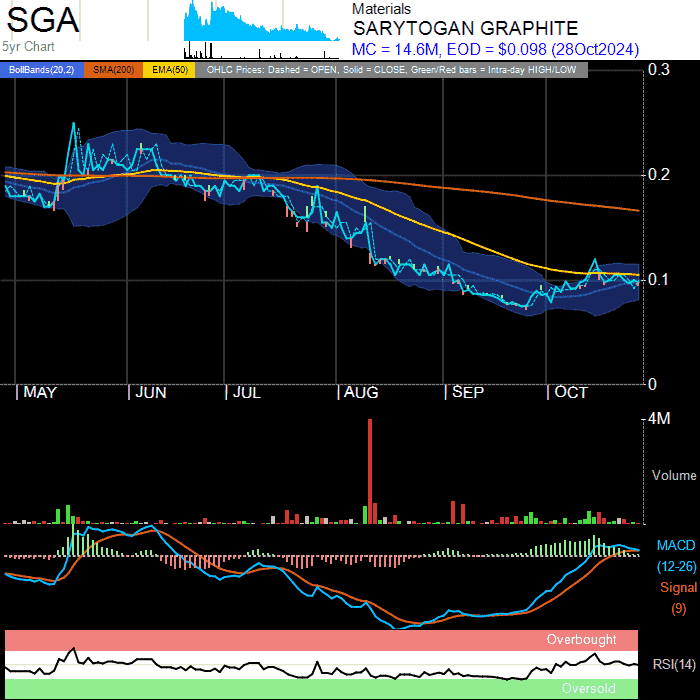 SGA
5yr Chart
Materials
SARYTOGAN GRAPHITE
MC = 14.6M, EOD = $0.098 (28Oct2024)
BollBands(20,2) SMA(200) EMA(50) OHLC Prices: Dashed = OPEN, Solid = CLOSE, Green/Red bars = Intra-day HIGH/LOW
0.3
0.2
0.1
0
MAY JUN JUL AUG SEP OCT
4M
Volume
MACD
(12-26)
Signal
(9)
Overbought
RSI(14)
Oversold